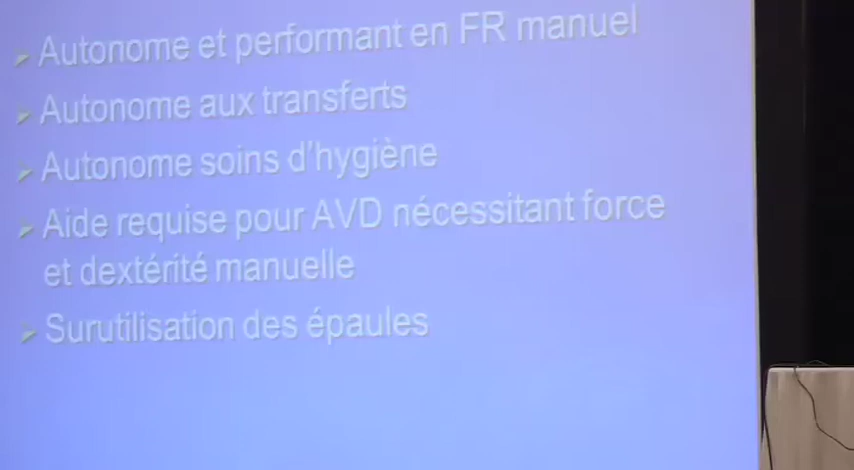 Autonome et performant en FR manuel
Autonome aux transferts
Autonome soins d'hygiène
Aide requise pour AVD nécessitant force
et dextérité manuelle
Surutilisation des épaules